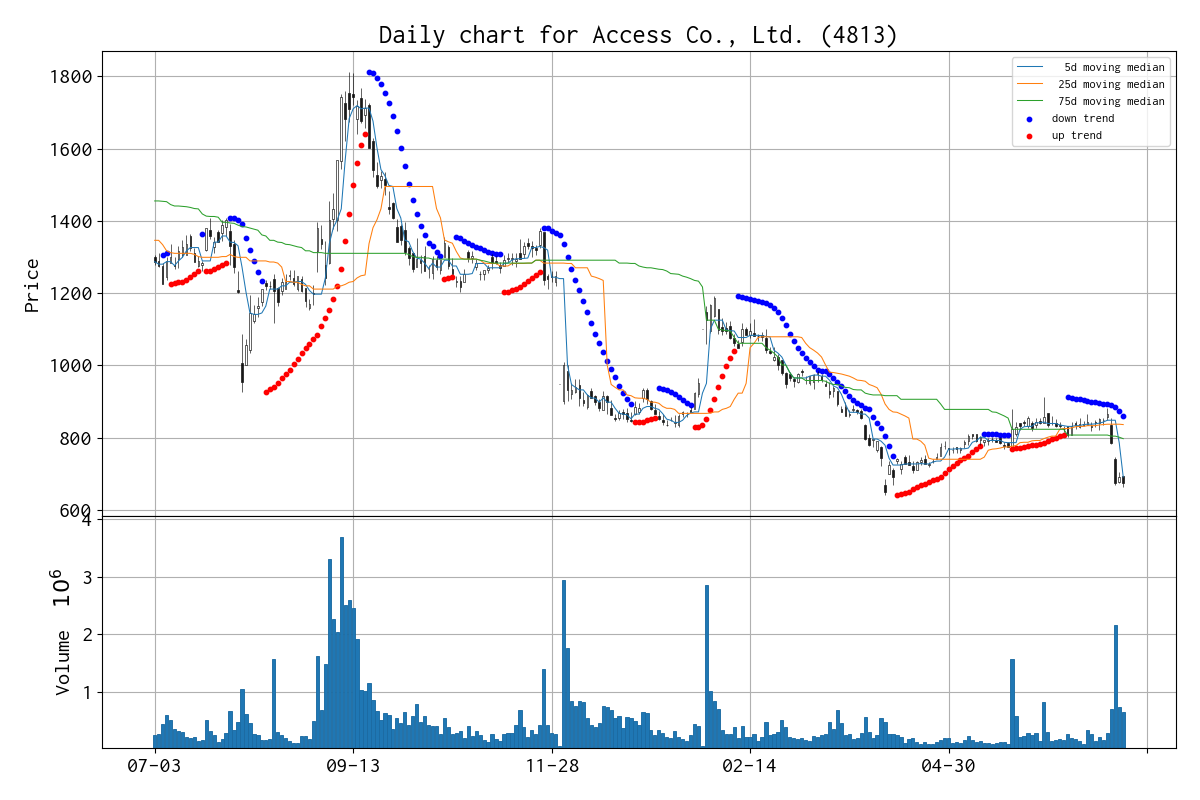 Daily chart for Access Co., Ltd. (4813)
5d moving median
25d moving median
75d moving median
down trend
up trend
Price
1800
1600
1400
1200
1000
800
600
Volume 10^6
4
3
2
1
07-03 09-13 11-28 02-14 04-30